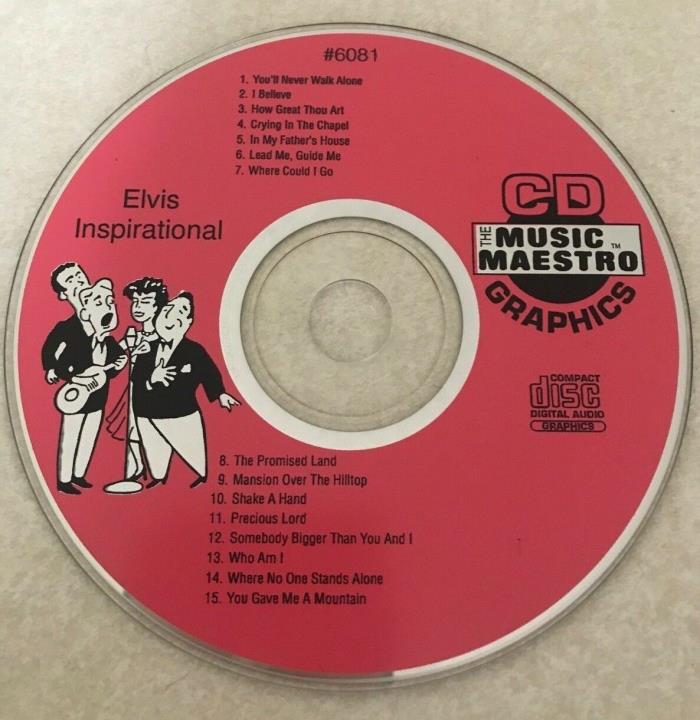 #6081
1. You'll Never Walk Alone
2. I Believe
3. How Great Thou Art
4. Crying In The Chapel
5. In My Father's House
6. Lead Me, Guide Me
7. Where Could I Go
Elvis
Inspirational
CD
THE MUSIC TM
MAESTRO
GRAPHICS
COMPACT
disc
DIGITAL AUDIO
GRAPHICS
8. The Promised Land
9. Mansion Over The Hilltop
10. Shake A Hand
11. Precious Lord
12. Somebody Bigger Than You And I
13. Who Am I
14. Where No One Stands Alone
15. You Gave Me A Mountain